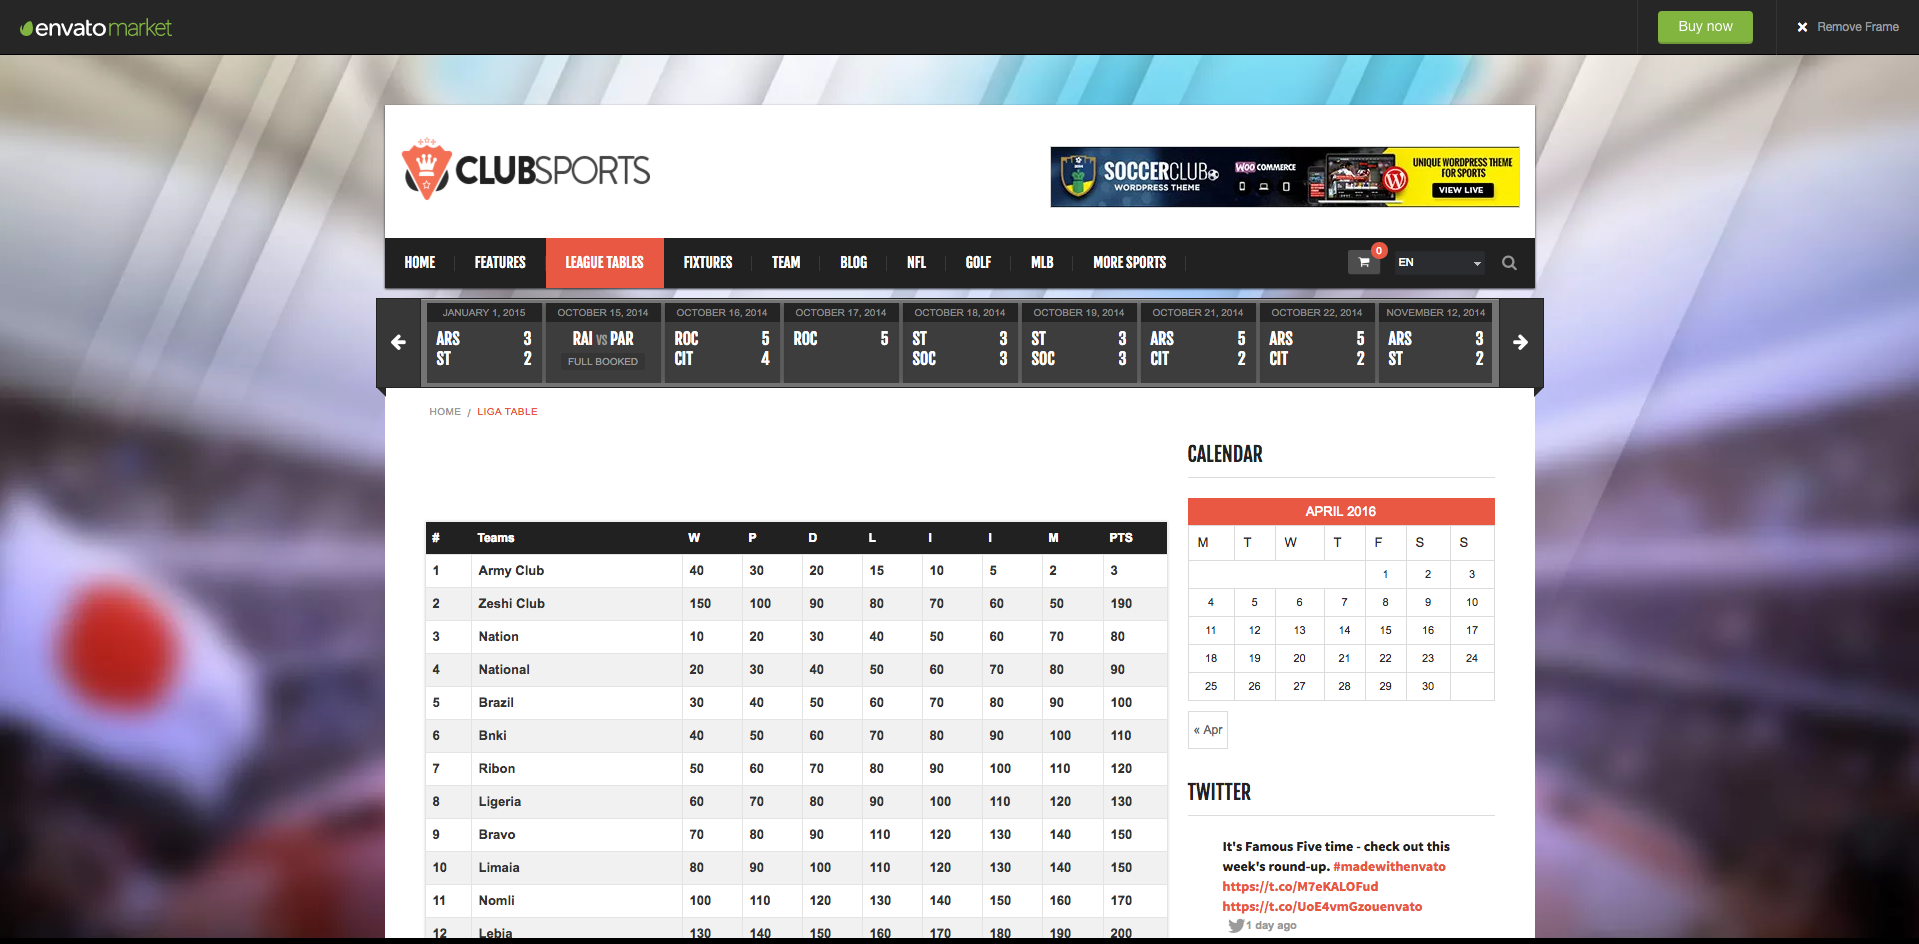 envatomarket
Buy now
Remove Frame
CLUBSPORTS
SOCCERCLUB
WORDPRESS THEME
WOO COMMERCE
UNIQUE WORDPRESS THEME
FOR SPORTS
VIEW LIVE
HOME FEATURES LEAGUE TABLES FIXTURES TEAM BLOG NFL GOLF MLB MORE SPORTS 0 EN
JANUARY 1, 2015 OCTOBER 15, 2014 OCTOBER 16, 2014 OCTOBER 17, 2014 OCTOBER 18, 2014 OCTOBER 19, 2014 OCTOBER 21, 2014 OCTOBER 22, 2014 NOVEMBER 12, 2014
ARS 3 RAI VS PAR ROC 5 ROC 5 ST 3 ST 3 ARS 5 ARS 5 ARS 3
ST 2 FULL BOOKED CIT 4 SOC 3 SOC 3 CIT 2 CIT 2 ST 2
HOME / LIGA TABLE
# Teams W P D L I I M PTS
1 Army Club 40 30 20 15 10 5 2 3
2 Zeshi Club 150 100 90 80 70 60 50 190
3 Nation 10 20 30 40 50 60 70 80
4 National 20 30 40 50 60 70 80 90
5 Brazil 30 40 50 60 70 80 90 100
6 Bnki 40 50 60 70 80 90 100 110
7 Ribon 50 60 70 80 90 100 110 120
8 Ligeria 60 70 80 90 100 110 120 130
9 Bravo 70 80 90 110 120 130 140 150
10 Limaia 80 90 100 110 120 130 140 150
11 Nomli 100 110 120 130 140 150 160 170
12 Lebia 130 140 150 160 170 180 190 200
CALENDAR
APRIL 2016
M T W T F S S
1 2 3
4 5 6 7 8 9 10
11 12 13 14 15 16 17
18 19 20 21 22 23 24
25 26 27 28 29 30
« Apr
TWITTER
It's Famous Five time - check out this
week's round-up. #madewithenvato
https://t.co/M7eKALOFud
https://t.co/UoE4vmGzouenvato
1 day ago